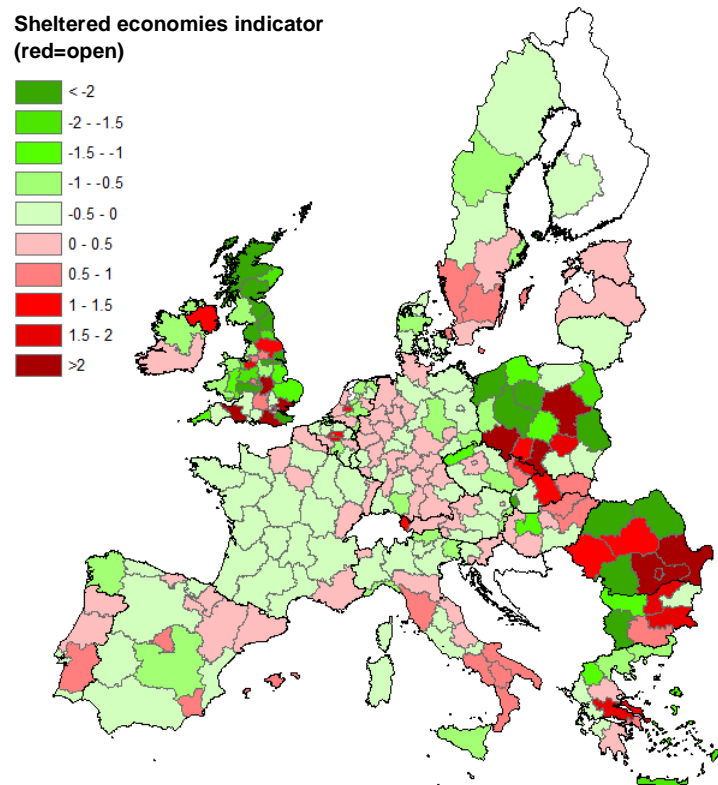 Sheltered economies indicator
(red=open)
< -2
-2 - -1.5
-1.5 - -1
-1 - -0.5
-0.5 - 0
0 - 0.5
0.5 - 1
1 - 1.5
1.5 - 2
>2